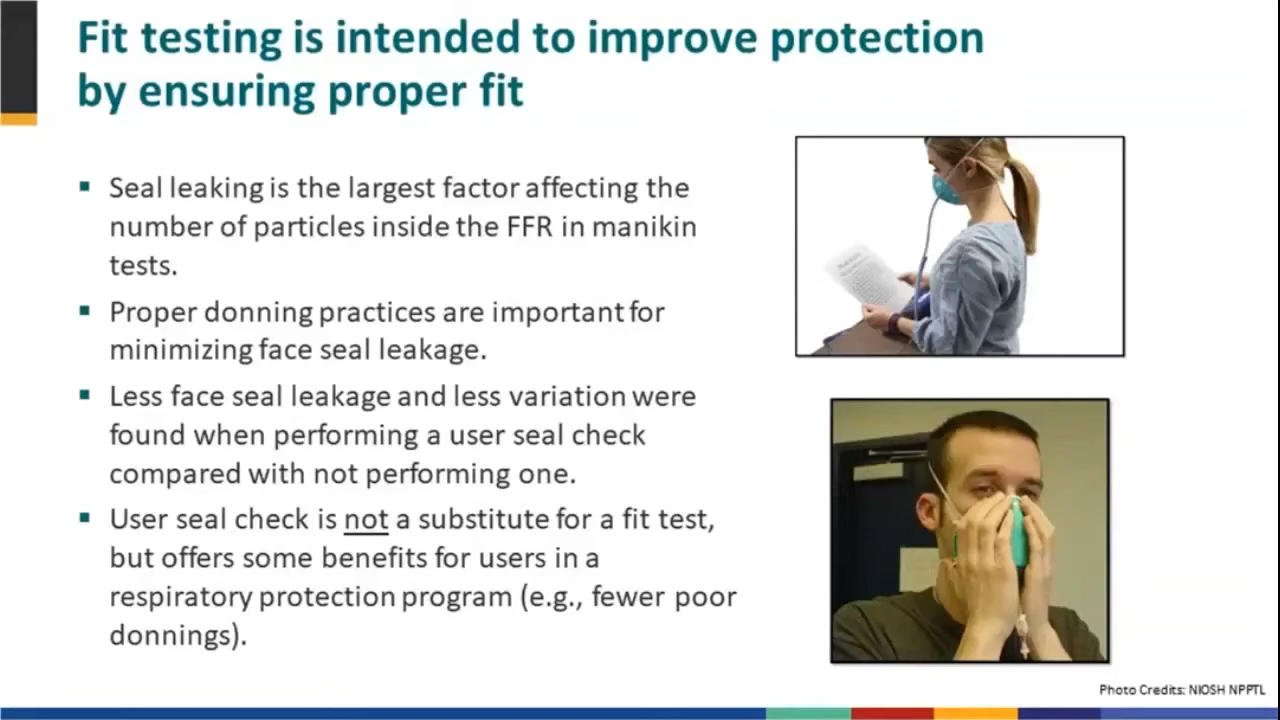 Fit testing is intended to improve protection
by ensuring proper fit
▪ Seal leaking is the largest factor affecting the
number of particles inside the FFR in manikin
tests.
▪ Proper donning practices are important for
minimizing face seal leakage.
▪ Less face seal leakage and less variation were
found when performing a user seal check
compared with not performing one.
▪ User seal check is not a substitute for a fit test,
but offers some benefits for users in a
respiratory protection program (e.g., fewer poor
donnings).
Photo Credits: NIOSH NPPTL